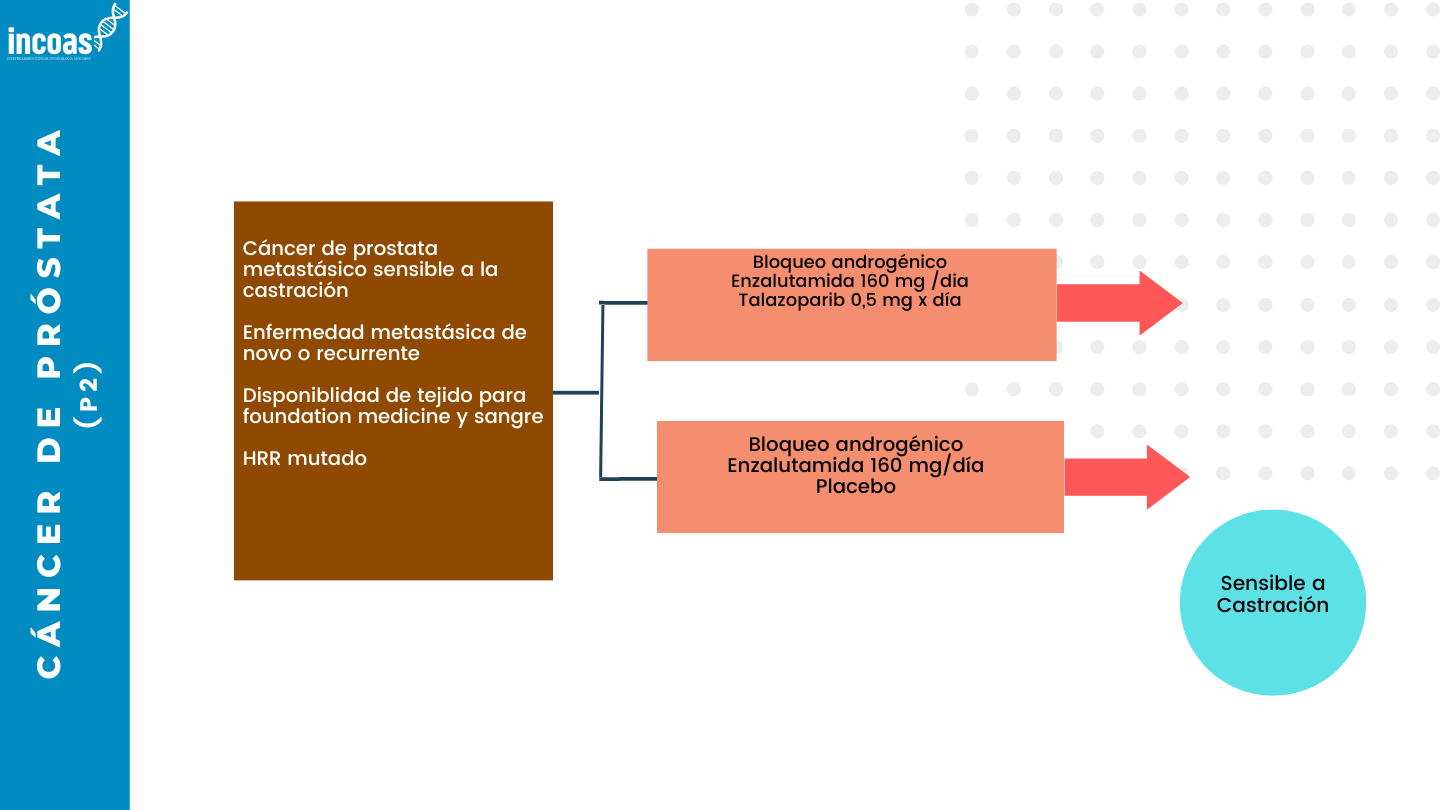 incoas
CÁNCER DE PRÓSTATA
(P2)
Cáncer de prostata
metastásico sensible a la
castración
Enfermedad metastásica de
novo o recurrente
Disponiblidad de tejido para
foundation medicine y sangre
HRR mutado
Bloqueo androgénico
Enzalutamida 160 mg /dia
Talazoparib 0,5 mg x día
Bloqueo androgénico
Enzalutamida 160 mg/día
Placebo
Sensible a
Castración